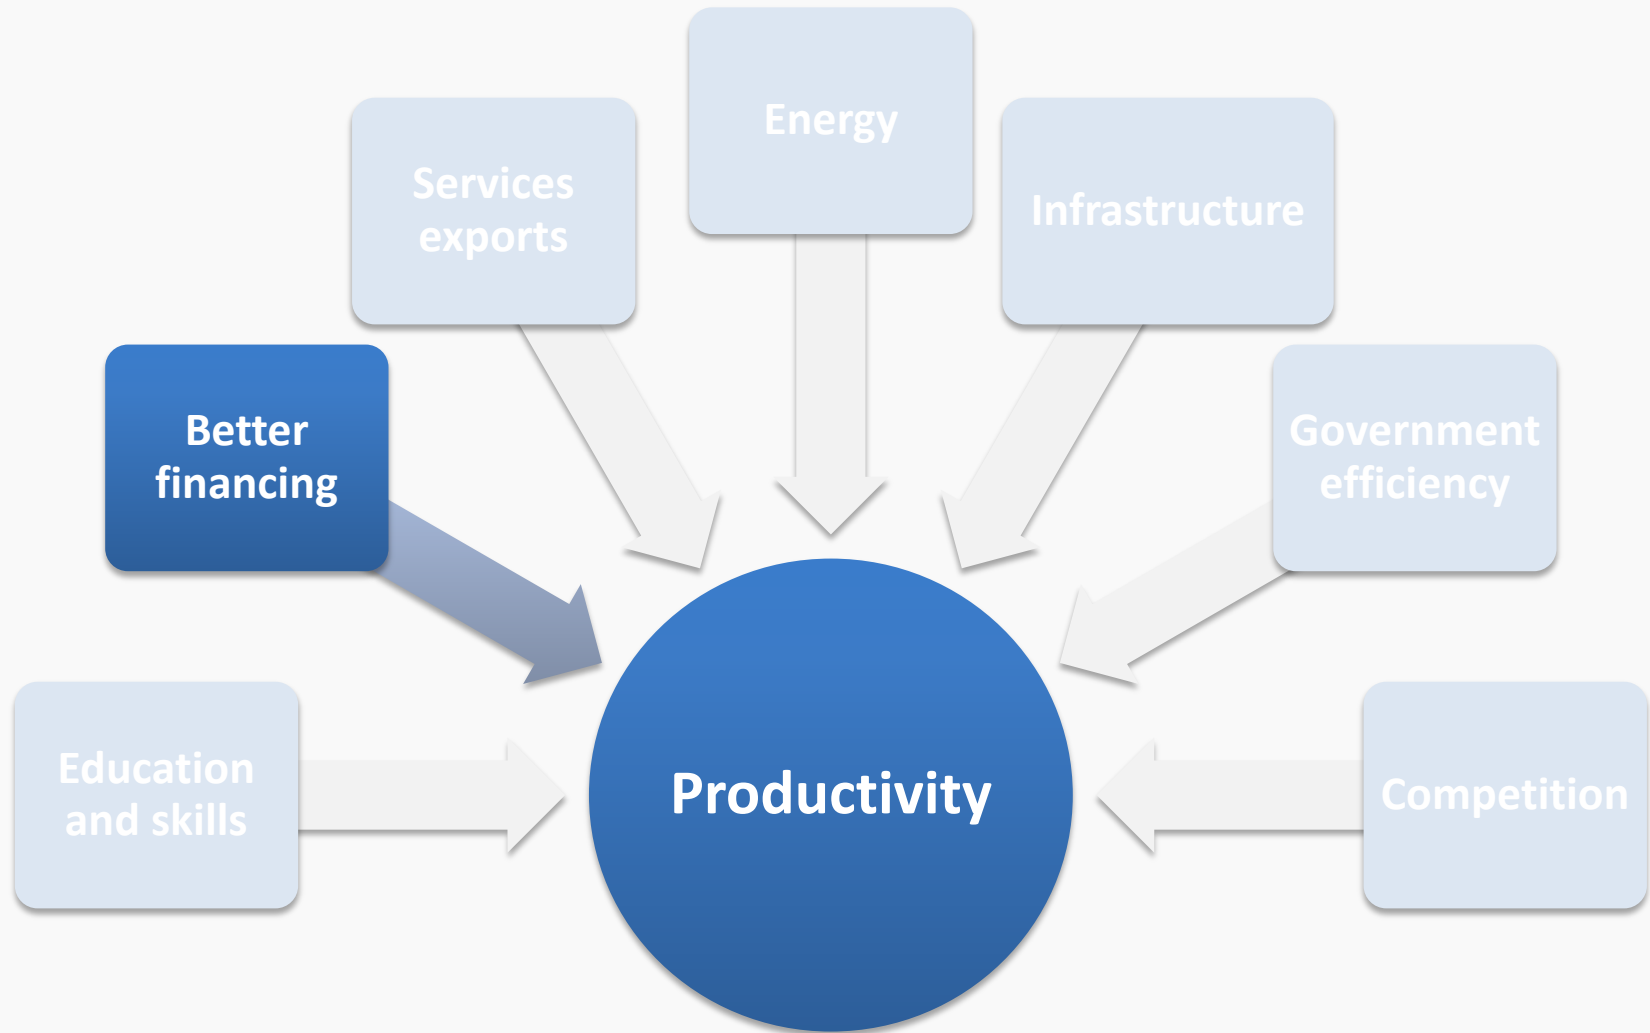 Energy
Services
exports
Infrastructure
Better
financing
Government
efficiency
Education
and skills
Productivity
Competition